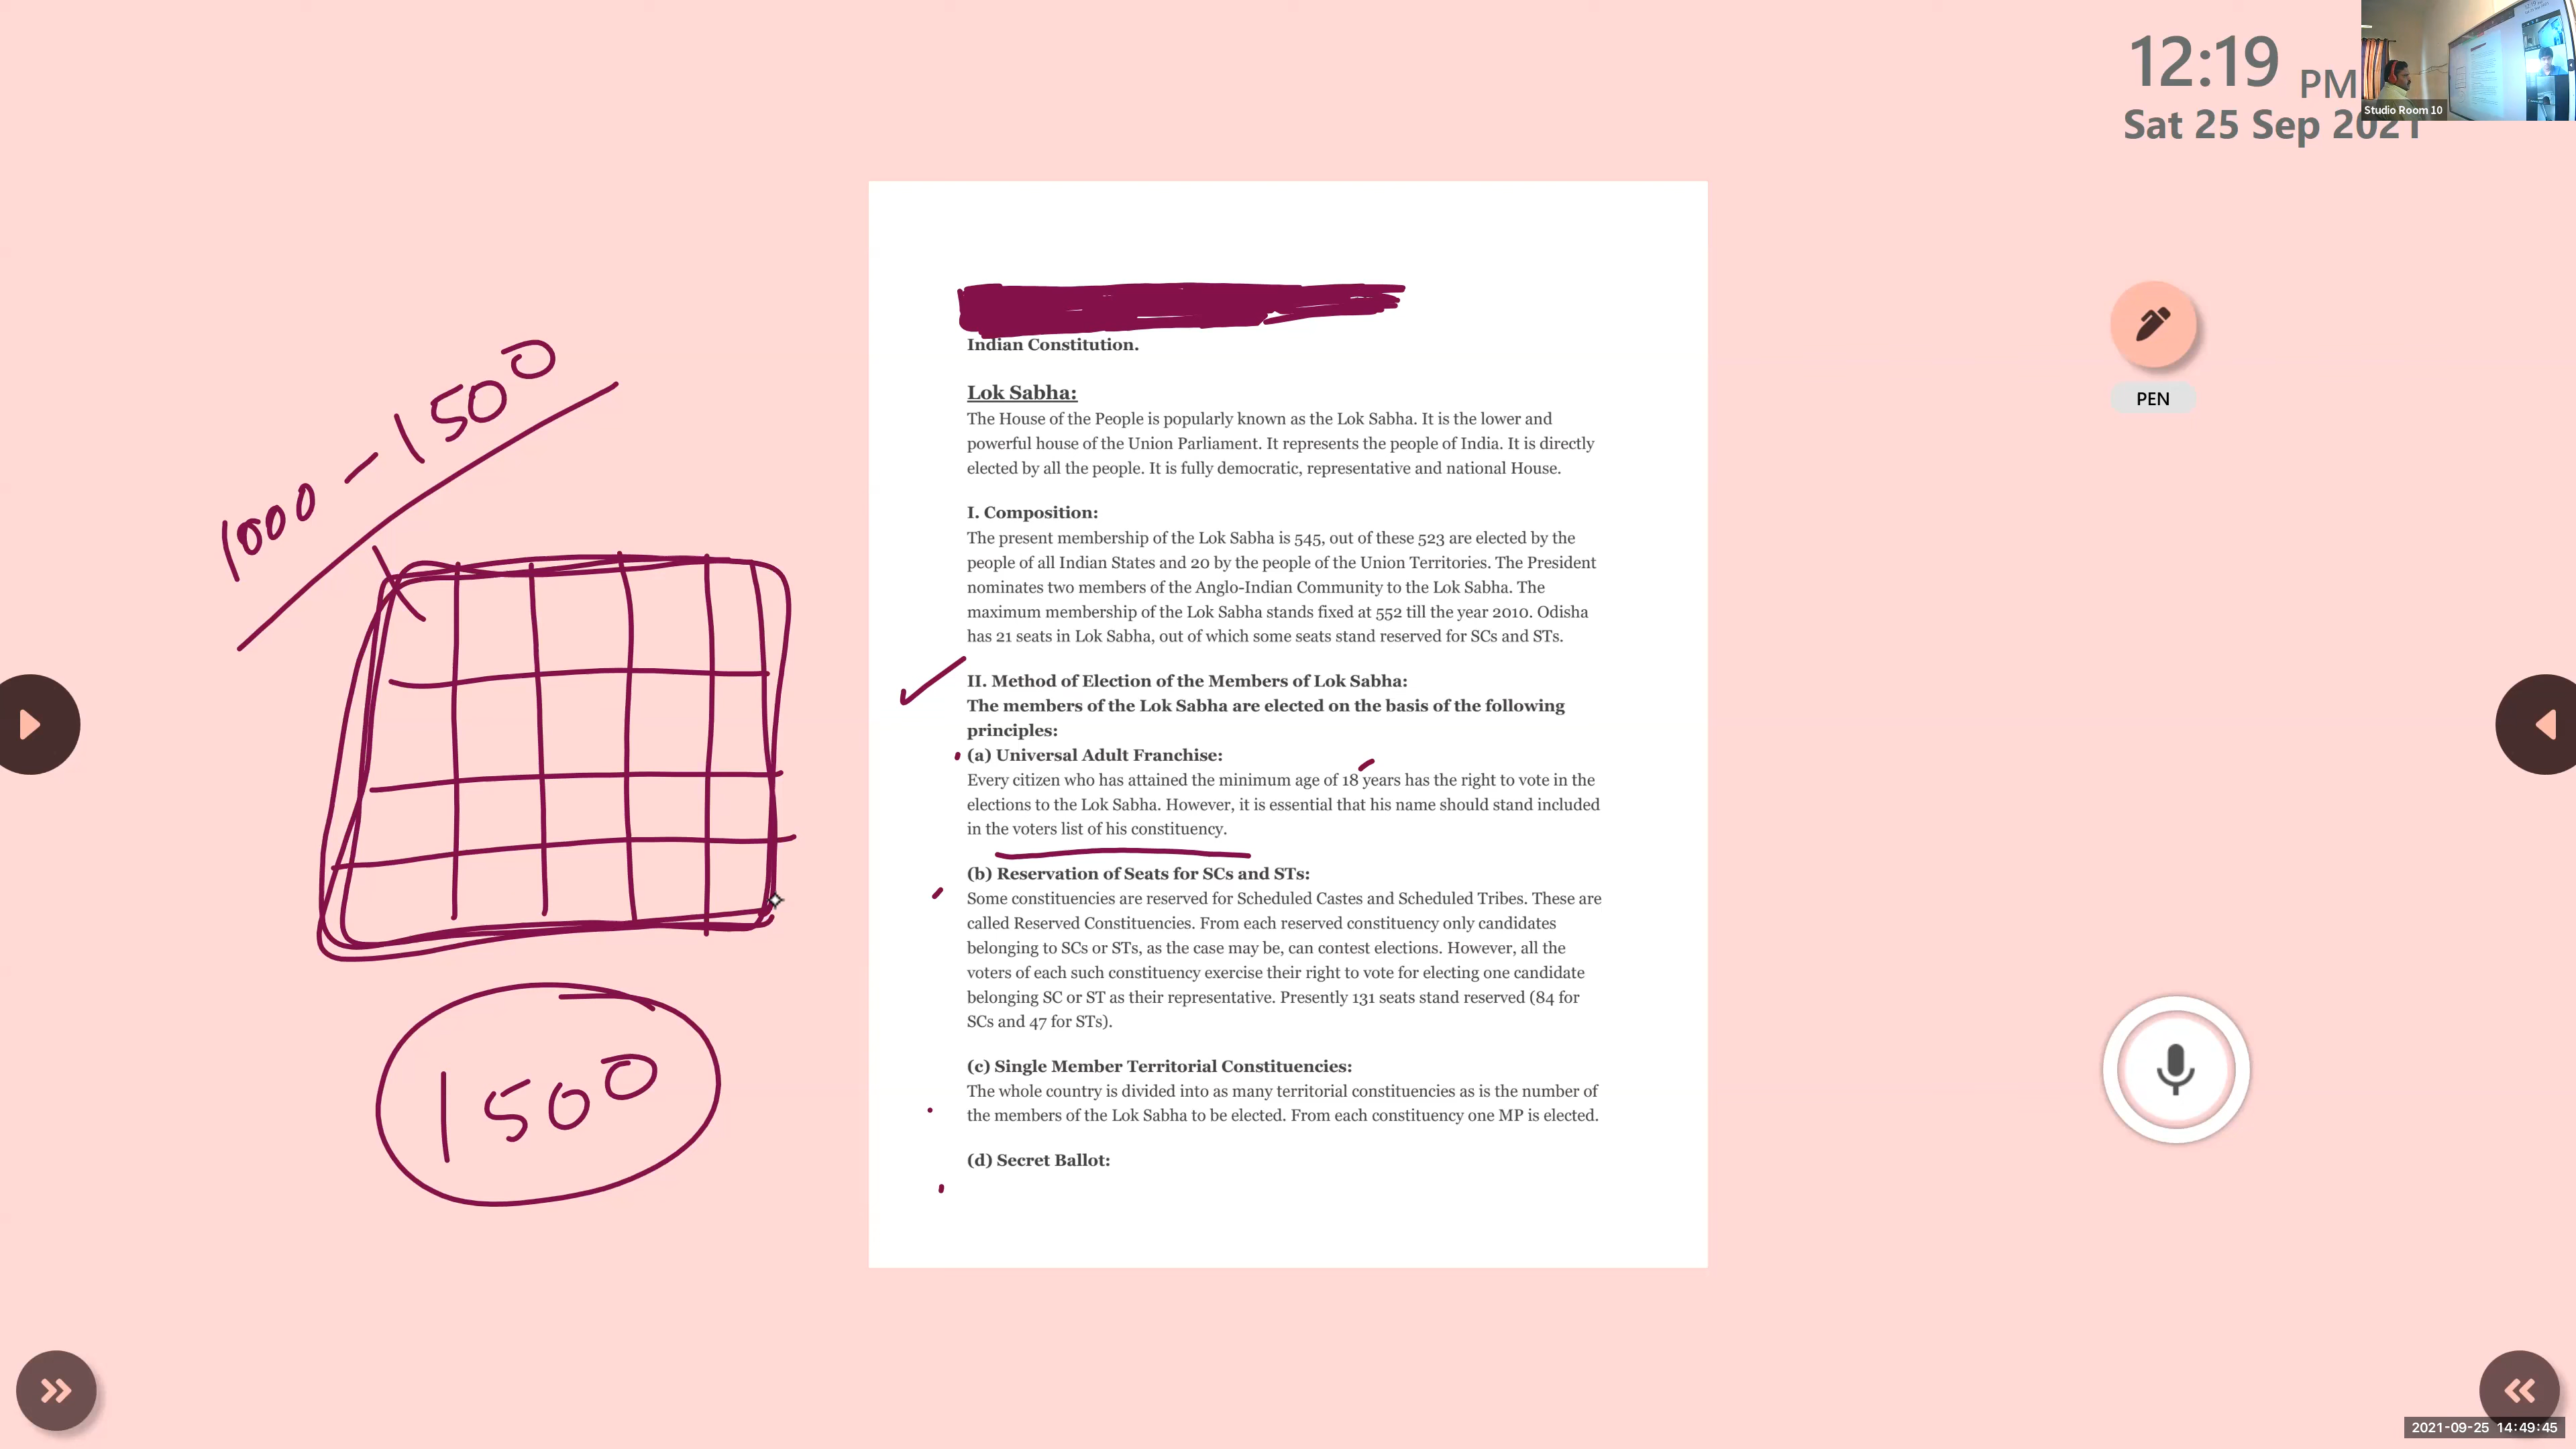 12:19 PM
Sat 25 Sep 2021
Studio Room 10
1000 - 1500
1500
Indian Constitution.
Lok Sabha:
The House of the People is popularly known as the Lok Sabha. It is the lower and
powerful house of the Union Parliament. It represents the people of India. It is directly
elected by all the people. It is fully democratic, representative and national House.
I. Composition:
The present membership of the Lok Sabha is 545, out of these 523 are elected by the
people of all Indian States and 20 by the people of the Union Territories. The President
nominates two members of the Anglo-Indian Community to the Lok Sabha. The
maximum membership of the Lok Sabha stands fixed at 552 till the year 2010. Odisha
has 21 seats in Lok Sabha, out of which some seats stand reserved for SCs and STs.
II. Method of Election of the Members of Lok Sabha:
The members of the Lok Sabha are elected on the basis of the following
principles:
(a) Universal Adult Franchise:
Every citizen who has attained the minimum age of 18 years has the right to vote in the
elections to the Lok Sabha. However, it is essential that his name should stand included
in the voters list of his constituency.
(b) Reservation of Seats for SCs and STs:
Some constituencies are reserved for Scheduled Castes and Scheduled Tribes. These are
called Reserved Constituencies. From each reserved constituency only candidates
belonging to SCs or STs, as the case may be, can contest elections. However, all the
voters of each such constituency exercise their right to vote for electing one candidate
belonging SC or ST as their representative. Presently 131 seats stand reserved (84 for
SCs and 47 for STs).
(c) Single Member Territorial Constituencies:
The whole country is divided into as many territorial constituencies as is the number of
the members of the Lok Sabha to be elected. From each constituency one MP is elected.
(d) Secret Ballot:
PEN
2021-09-25 14:49:45